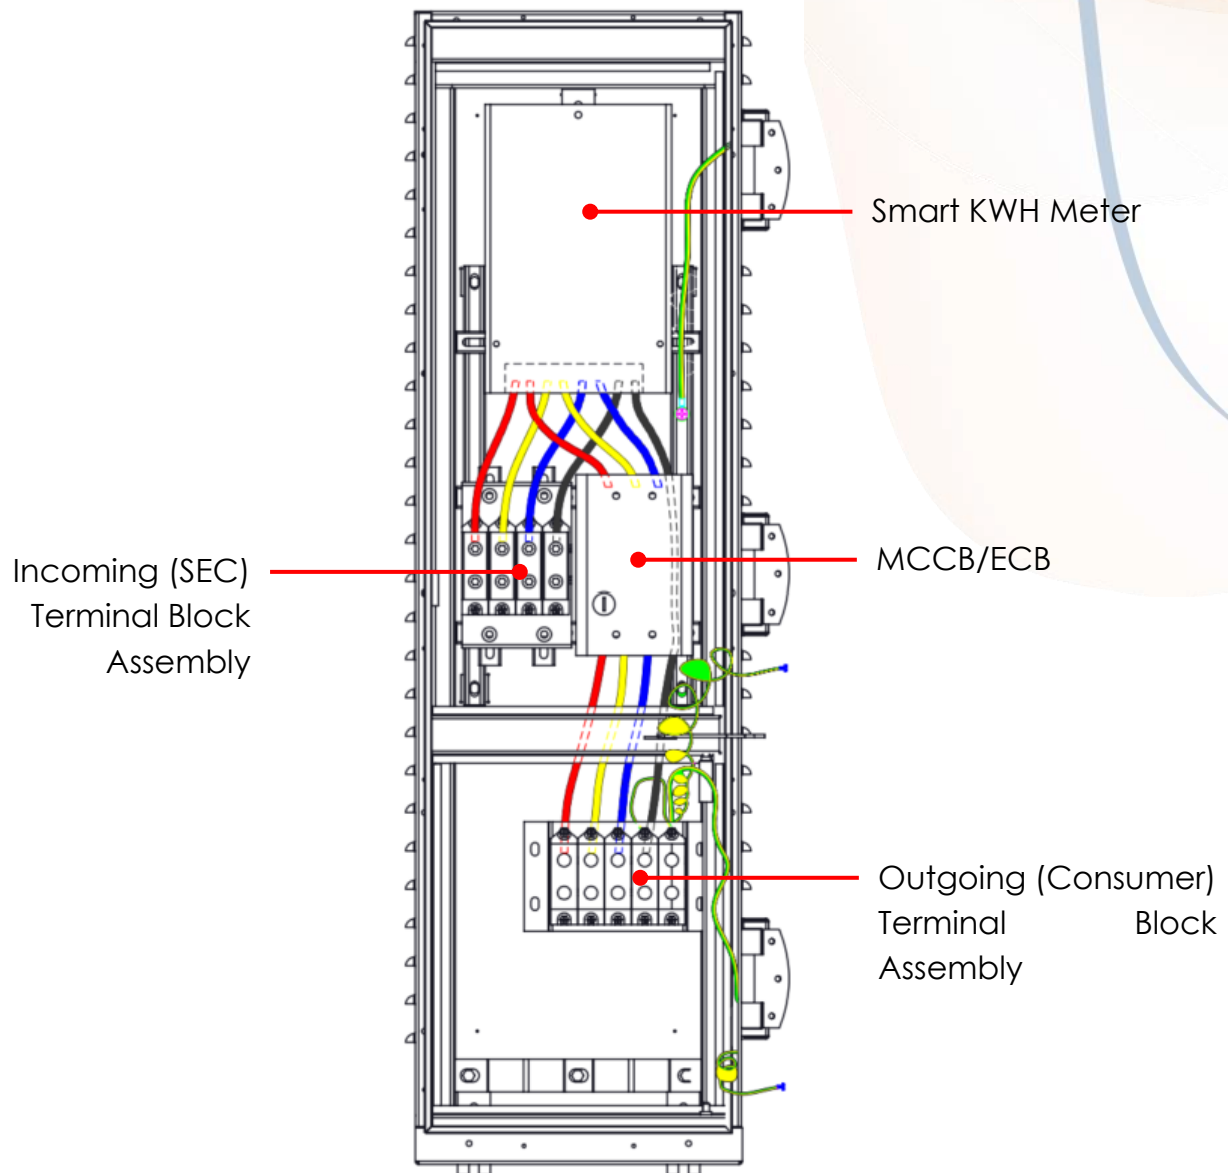 Smart KWH Meter
MCCB/ECB
Incoming (SEC)
Terminal Block
Assembly
Outgoing (Consumer)
Terminal Block
Assembly